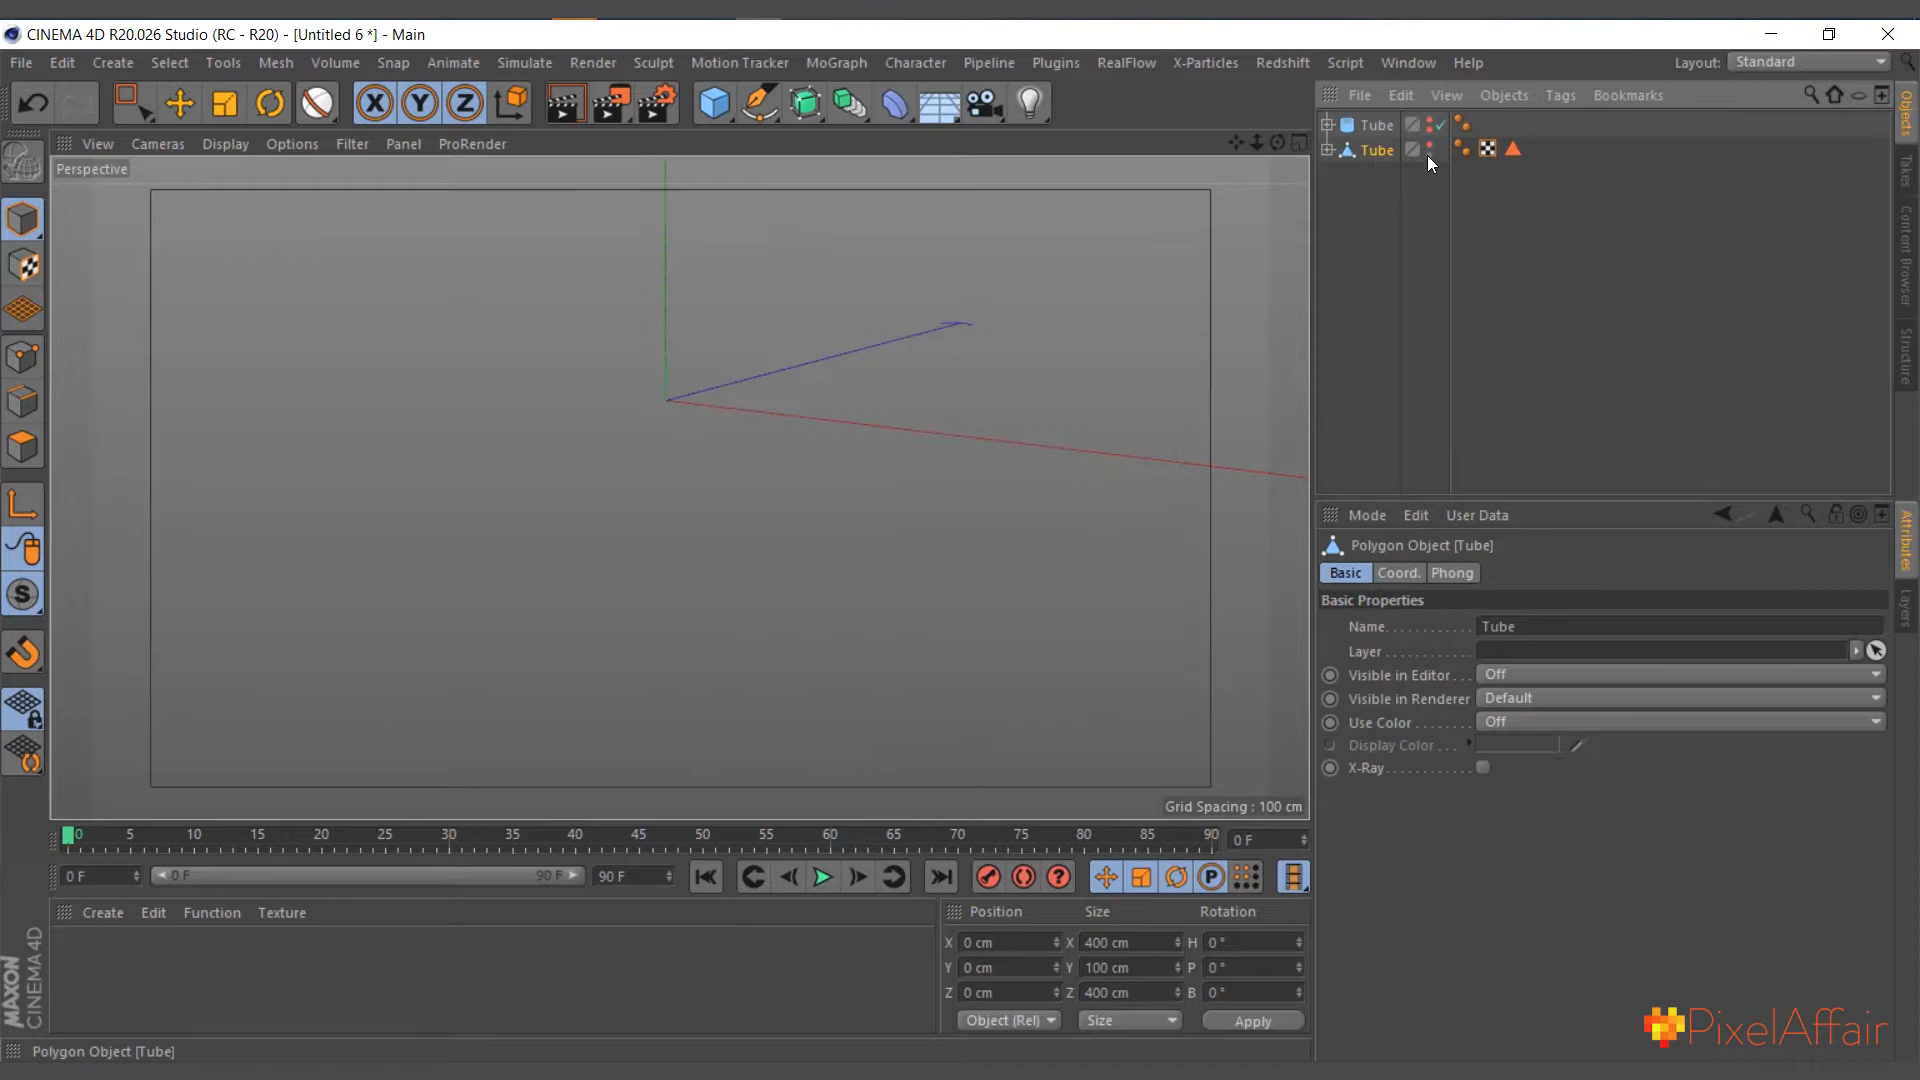 CINEMA 4D R20.026 Studio (RC - R20) - [Untitled 6 *] - Main
File Edit Create Select Tools Mesh Volume Snap Animate Simulate Render Sculpt Motion Tracker MoGraph Character Pipeline Plugins RealFlow X-Particles Redshift Script Window Help Layout: Standard
X Y Z
File Edit View Objects Tags Bookmarks
Tube
Tube
Objects
Takes
Content Browser
Structure
View Cameras Display Options Filter Panel ProRender
Perspective
Grid Spacing : 100 cm
S
Mode Edit User Data
Polygon Object [Tube]
Basic Coord. Phong
Basic Properties
Name . . . . . . . . . . . Tube
Layer . . . . . . . . . . .
Visible in Editor . . . Off
Visible in Renderer Default
Use Color . . . . . . . . Off
Display Color . . .
X-Ray . . . . . . . . . . .
Attributes
Layers
0 5 10 15 20 25 30 35 40 45 50 55 60 65 70 75 80 85 90 0 F
0 F 0 F 90 F 90 F ? P
Create Edit Function Texture
Position Size Rotation
X 0 cm X 400 cm H 0 °
Y 0 cm Y 100 cm P 0 °
Z 0 cm Z 400 cm B 0 °
Object (Rel) Size Apply
MAXON
CINEMA 4D
Polygon Object [Tube]
PixelAffair